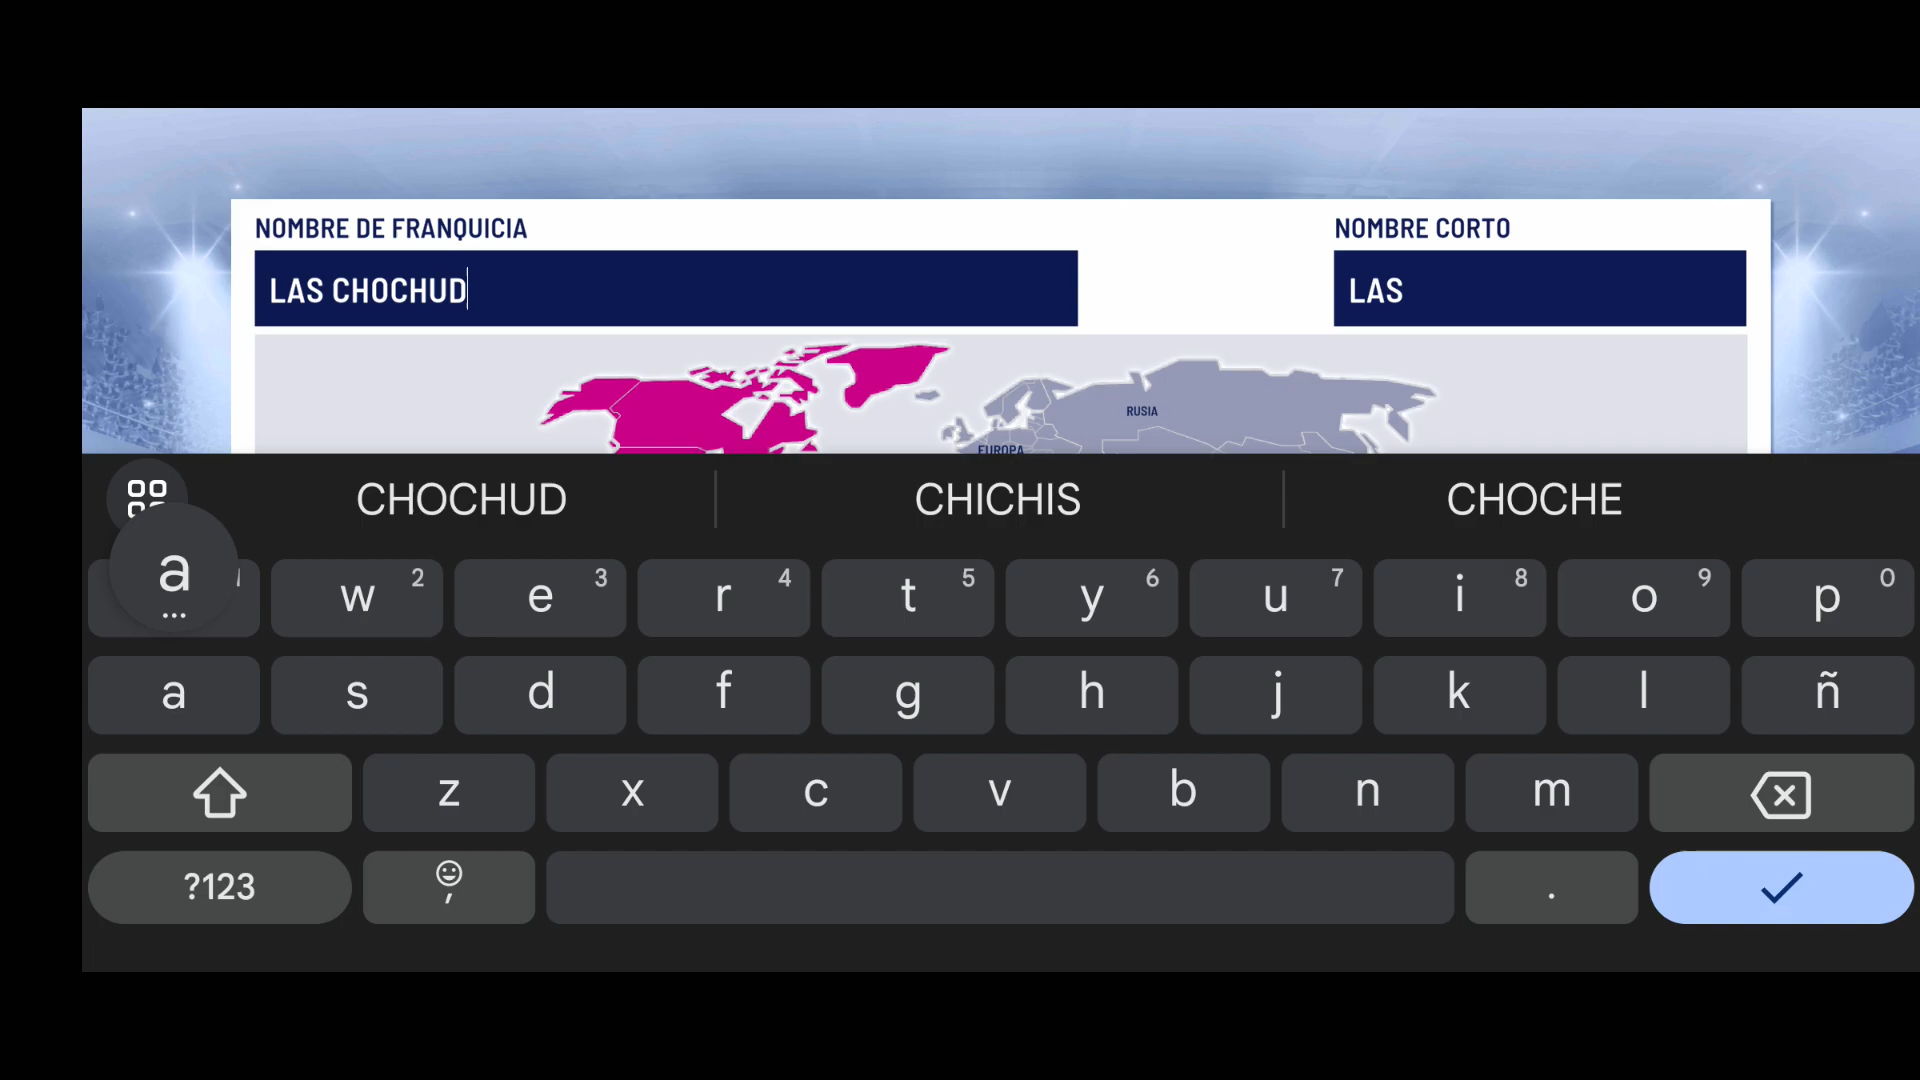 NOMBRE DE FRANQUICIA
NOMBRE CORTO
LAS CHOCHUD
LAS
RUSIA
EUROPA
CHOCHUD CHICHIS CHOCHE
a
...
w 2 e 3 r 4 t 5 y 6 u 7 i 8 o 9 p 0
a s d f g h j k l ñ
z x c v b n m
?123 , .